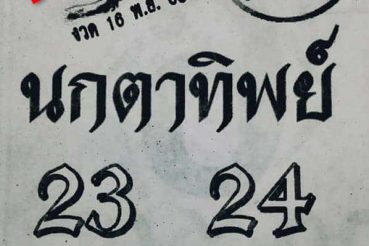 งวด 16 พ.ย.
นกตาทิพย์
23 24